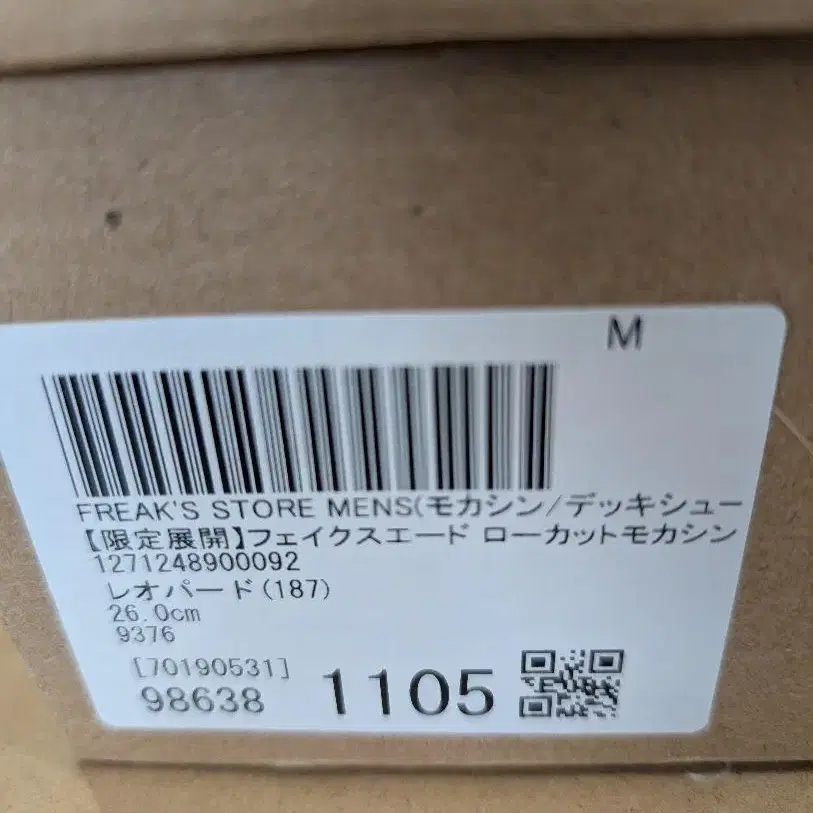 M
FREAK'S STORE MENS(モカシン/デッキシュー
【限定展開】フェイクスエード ローカットモカシン
1271248900092
レオパード(187)
26.0cm
9376
[70190531]
98638 1105